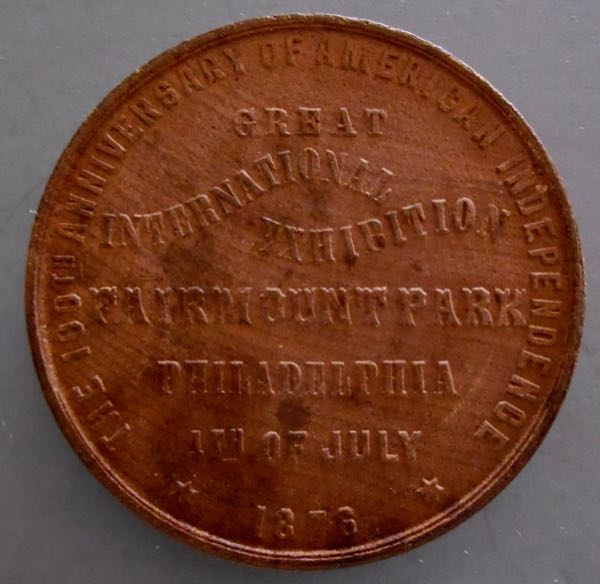 THE 100TH ANNIVERSARY OF AMERICAN INDEPENDENCE
GREAT
INTERNATIONAL
EXHIBITION
FAIRMOUNT PARK
PHILADELPHIA
4TH OF JULY
1876